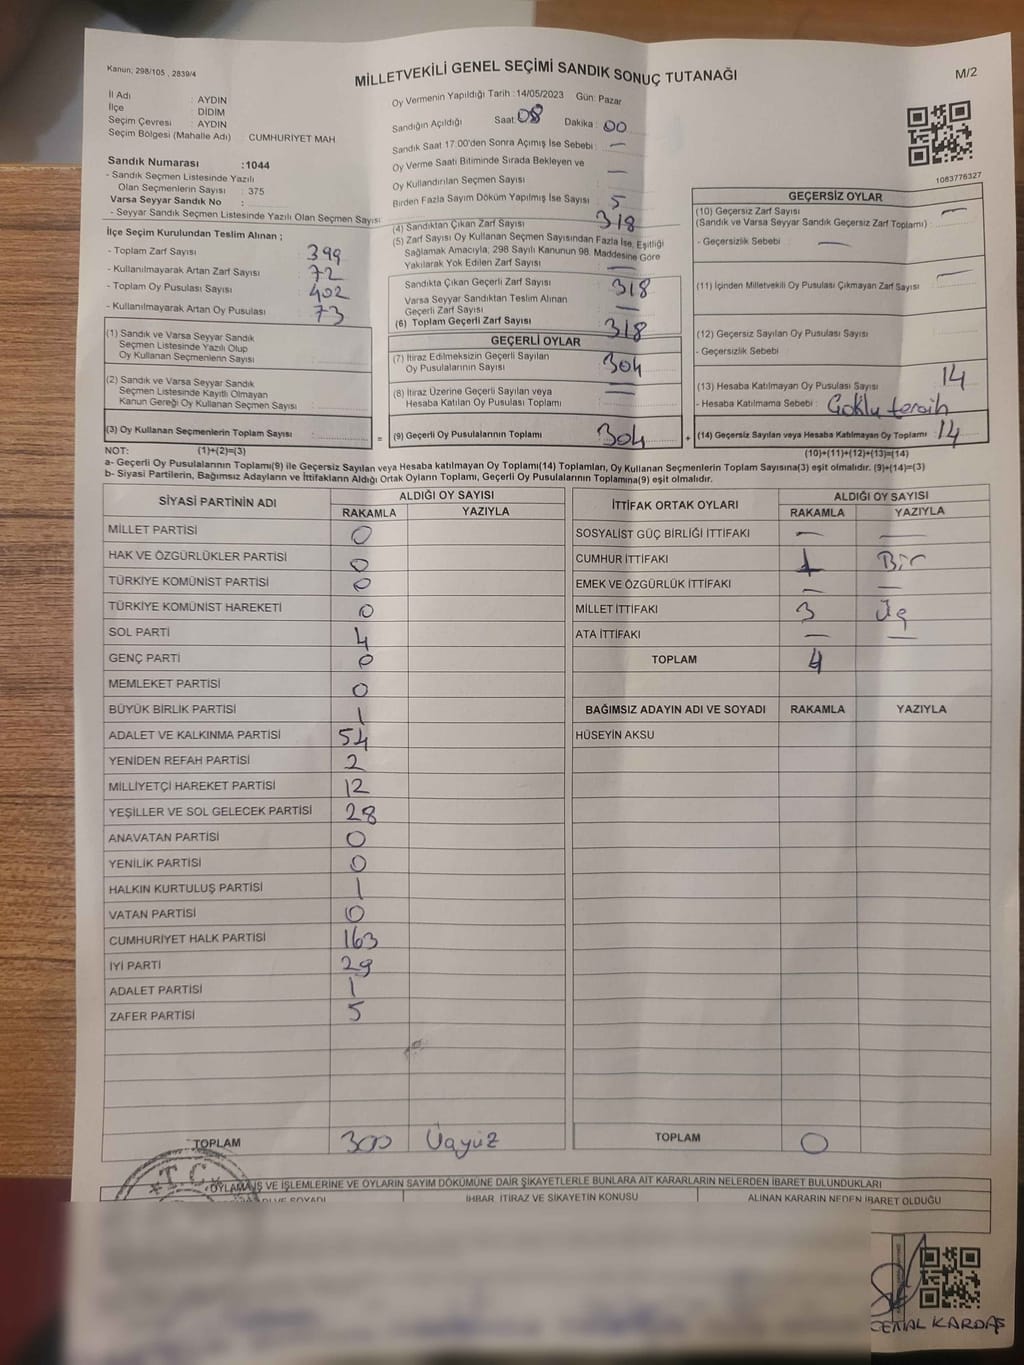 Kanun; 298/105 , 2839/4
MİLLETVEKİLİ GENEL SEÇİMİ SANDIK SONUÇ TUTANAĞI
M/2
İl Adı : AYDIN
İlçe : DİDİM
Seçim Çevresi : AYDIN
Seçim Bölgesi (Mahalle Adı) : CUMHURİYET MAH
Sandık Numarası :1044
- Sandık Seçmen Listesinde Yazılı
Olan Seçmenlerin Sayısı : 375
Varsa Seyyar Sandık No :
- Seyyar Sandık Seçmen Listesinde Yazılı Olan Seçmen Sayısı
İlçe Seçim Kurulundan Teslim Alınan ;
- Toplam Zarf Sayısı : 399
- Kullanılmayarak Artan Zarf Sayısı : 72
- Toplam Oy Pusulası Sayısı : 402
- Kullanılmayarak Artan Oy Pusulası : 73
(1) Sandık ve Varsa Seyyar Sandık
Seçmen Listesinde Yazılı Olup
Oy Kullanan Seçmenlerin Sayısı :
(2) Sandık ve Varsa Seyyar Sandık
Seçmen Listesinde Kayıtlı Olmayan
Kanun Gereği Oy Kullanan Seçmen Sayısı :
(3) Oy Kullanan Seçmenlerin Toplam Sayısı :
Oy Vermenin Yapıldığı Tarih : 14/05/2023 Gün: Pazar
Sandığın Açıldığı Saat: 08 Dakika : 00
Sandık Saat 17:00'den Sonra Açımış İse Sebebi : —
Oy Verme Saati Bitiminde Sırada Bekleyen ve
Oy Kullandırılan Seçmen Sayısı : —
Birden Fazla Sayım Döküm Yapılmış İse Sayısı : 5
(4) Sandıktan Çıkan Zarf Sayısı : 318
(5) Zarf Sayısı Oy Kullanan Seçmen Sayısından Fazla İse, Eşitliği
Sağlamak Amacıyla; 298 Sayılı Kanunun 98. Maddesine Göre
Yakılarak Yok Edilen Zarf Sayısı : —
Sandıkta Çıkan Geçerli Zarf Sayısı : 318
Varsa Seyyar Sandıktan Teslim Alınan
Geçerli Zarf Sayısı : —
(6) Toplam Geçerli Zarf Sayısı : 318
GEÇERLİ OYLAR
(7) İtiraz Edilmeksizin Geçerli Sayılan
Oy Pusulalarının Sayısı : 304
(8) İtiraz Üzerine Geçerli Sayılan veya
Hesaba Katılan Oy Pusulası Toplamı : —
= (9) Geçerli Oy Pusulalarının Toplamı : 304 +
1063776327
GEÇERSİZ OYLAR
(10) Geçersiz Zarf Sayısı
(Sandık ve Varsa Seyyar Sandık Geçersiz Zarf Toplamı) : —
- Geçersizlik Sebebi : —
(11) İçinden Milletvekili Oy Pusulası Çıkmayan Zarf Sayısı : —
(12) Geçersiz Sayılan Oy Pusulası Sayısı :
- Geçersizlik Sebebi :
(13) Hesaba Katılmayan Oy Pusulası Sayısı : 14
- Hesaba Katılmama Sebebi : Çoklu tercih
(14) Geçersiz Sayılan veya Hesaba Katılmayan Oy Toplamı : 14
NOT: (1)+(2)=(3)
(10)+(11)+(12)+(13)=(14)
a- Geçerli Oy Pusulalarının Toplamı(9) ile Geçersiz Sayılan veya Hesaba katılmayan Oy Toplamı(14) Toplamları, Oy Kullanan Seçmenlerin Toplam Sayısına(3) eşit olmalıdır. (9)+(14)=(3)
b- Siyasi Partilerin, Bağımsız Adayların ve İttifakların Aldığı Ortak Oyların Toplamı, Geçerli Oy Pusulalarının Toplamına(9) eşit olmalıdır.
SİYASİ PARTİNİN ADI
ALDIĞI OY SAYISI
RAKAMLA YAZIYLA
MİLLET PARTİSİ 0
HAK VE ÖZGÜRLÜKLER PARTİSİ 0
TÜRKİYE KOMÜNİST PARTİSİ 0
TÜRKİYE KOMÜNİST HAREKETİ 0
SOL PARTİ 4
GENÇ PARTİ 0
MEMLEKET PARTİSİ 0
BÜYÜK BİRLİK PARTİSİ 1
ADALET VE KALKINMA PARTİSİ 54
YENİDEN REFAH PARTİSİ 2
MİLLİYETÇİ HAREKET PARTİSİ 12
YEŞİLLER VE SOL GELECEK PARTİSİ 28
ANAVATAN PARTİSİ 0
YENİLİK PARTİSİ 0
HALKIN KURTULUŞ PARTİSİ 1
VATAN PARTİSİ 0
CUMHURİYET HALK PARTİSİ 163
İYİ PARTİ 29
ADALET PARTİSİ 1
ZAFER PARTİSİ 5
TOPLAM 300 Üçyüz
İTTİFAK ORTAK OYLARI
ALDIĞI OY SAYISI
RAKAMLA YAZIYLA
SOSYALİST GÜÇ BİRLİĞİ İTTİFAKI — —
CUMHUR İTTİFAKI 1 Bir
EMEK VE ÖZGÜRLÜK İTTİFAKI — —
MİLLET İTTİFAKI 3 Üç
ATA İTTİFAKI — —
TOPLAM 4
BAĞIMSIZ ADAYIN ADI VE SOYADI RAKAMLA YAZIYLA
HÜSEYİN AKSU
TOPLAM 0
T.C.
OYLAMA İŞ VE İŞLEMLERİNE VE OYLARIN SAYIM DÖKÜMÜNE DAİR ŞİKAYETLERLE BUNLARA AİT KARARLARIN NELERDEN İBARET BULUNDUKLARI
ADI VE SOYADI
İHBAR, İTİRAZ VE ŞİKAYETİN KONUSU
ALINAN KARARIN NEDEN İBARET OLDUĞU
CEMAL KARDAŞ